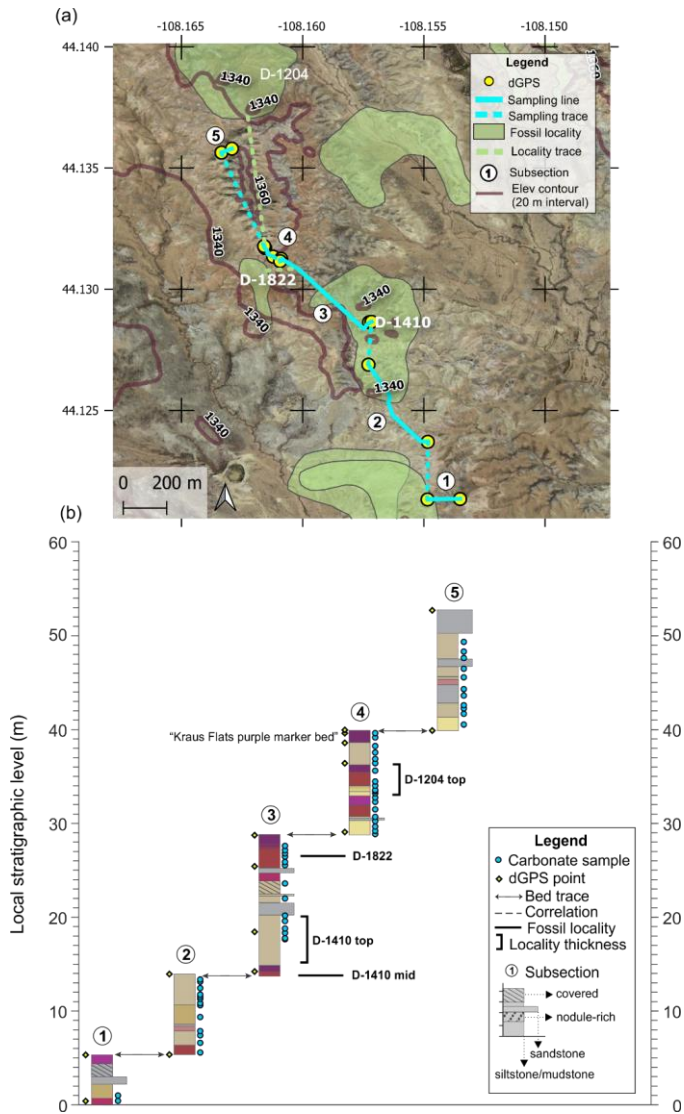 (a)
-108.165 -108.160 -108.155 -108.150
44.140
44.135
44.130
44.125
D-1204
1340
1340
1360
1360
1340
5
4
D-1822
1340
3
1340
D-1410
1340
2
1340
1
0 200 m
Legend
dGPS
Sampling line
Sampling trace
Fossil locality
Locality trace
1 Subsection
Elev contour
(20 m interval)
(b)
Local stratigraphic level (m)
60 60
50 50
40 40
30 30
20 20
10 10
0 0
5
4
"Kraus Flats purple marker bed"
D-1204 top
3
D-1822
D-1410 top
2
D-1410 mid
1
Legend
Carbonate sample
dGPS point
Bed trace
Correlation
Fossil locality
Locality thickness
1 Subsection
covered
nodule-rich
sandstone
siltstone/mudstone